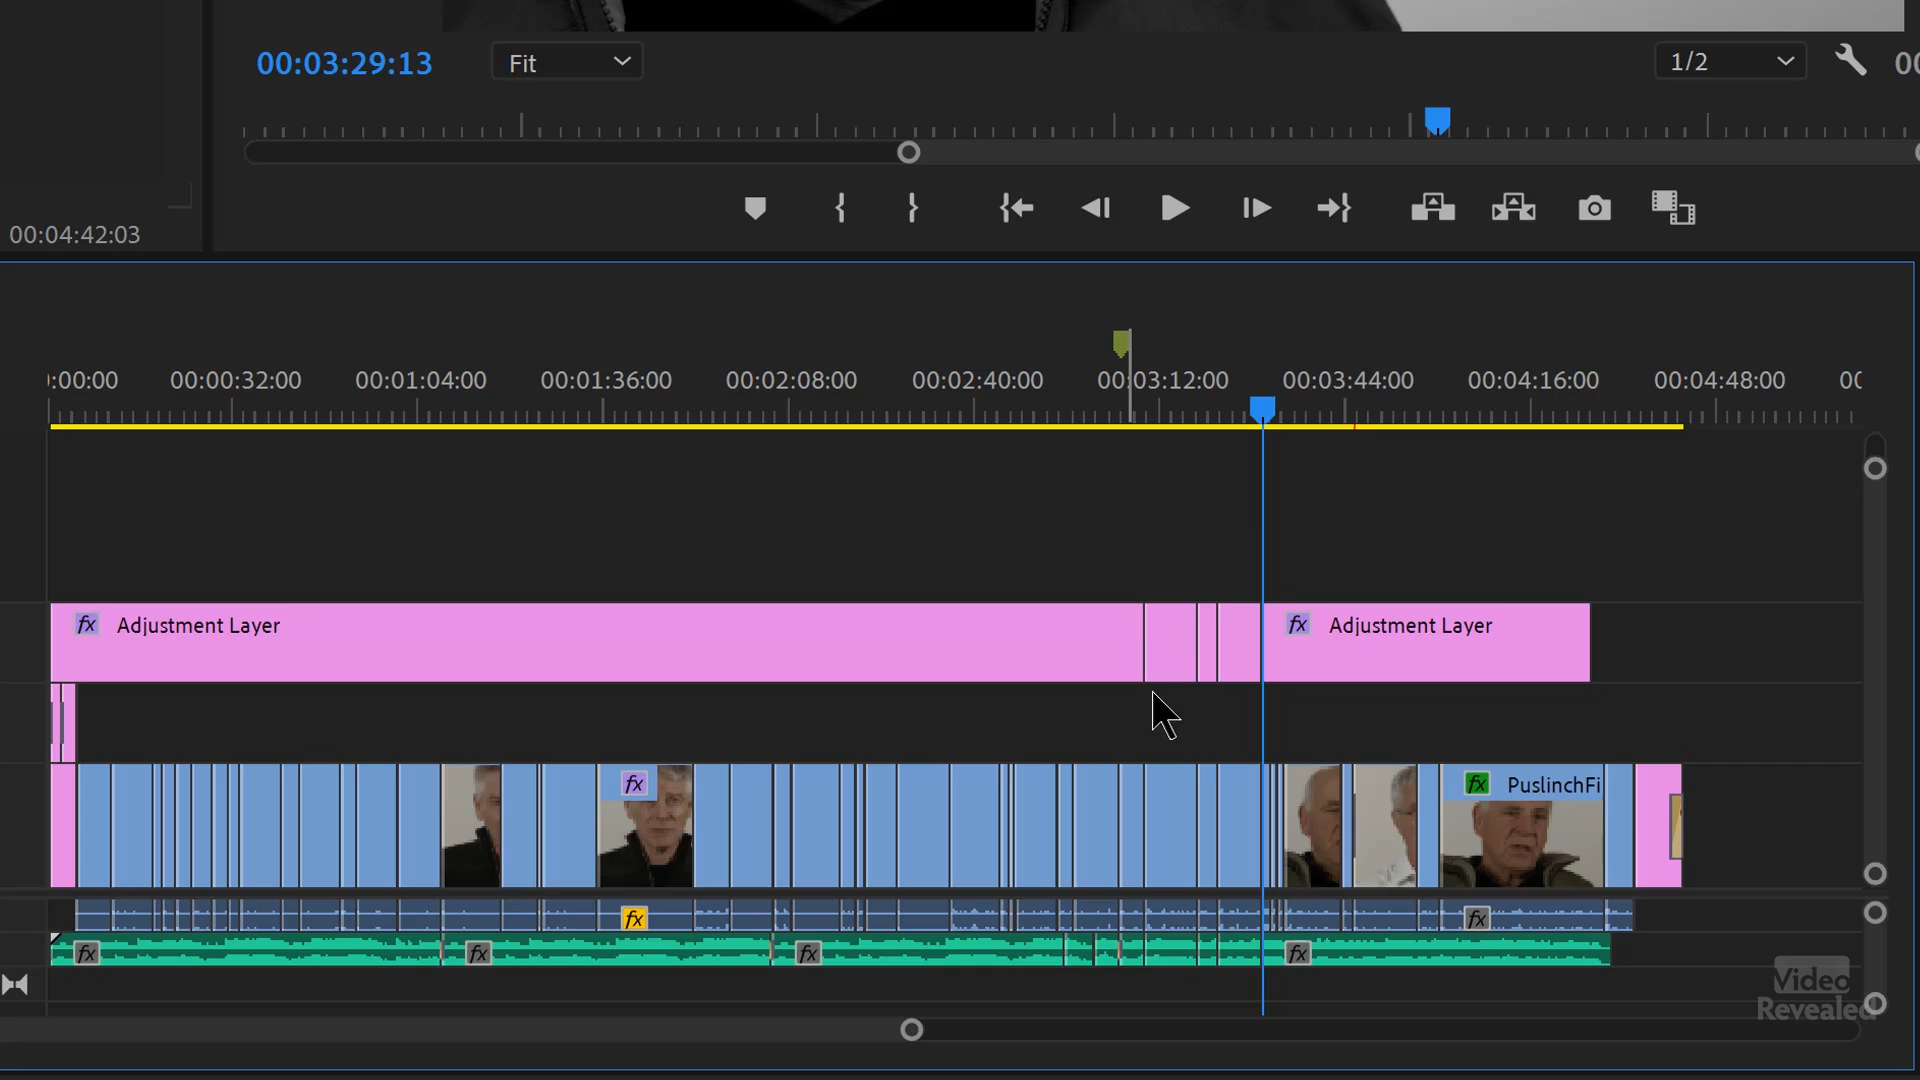 00:03:29:13
Fit
1/2
00
00:04:42:03
:00:00 00:00:32:00 00:01:04:00 00:01:36:00 00:02:08:00 00:02:40:00 00:03:12:00 00:03:44:00 00:04:16:00 00:04:48:00 00
fx Adjustment Layer fx Adjustment Layer
fx fx PuslinchFi
fx fx
fx fx fx fx
Video
Revealed